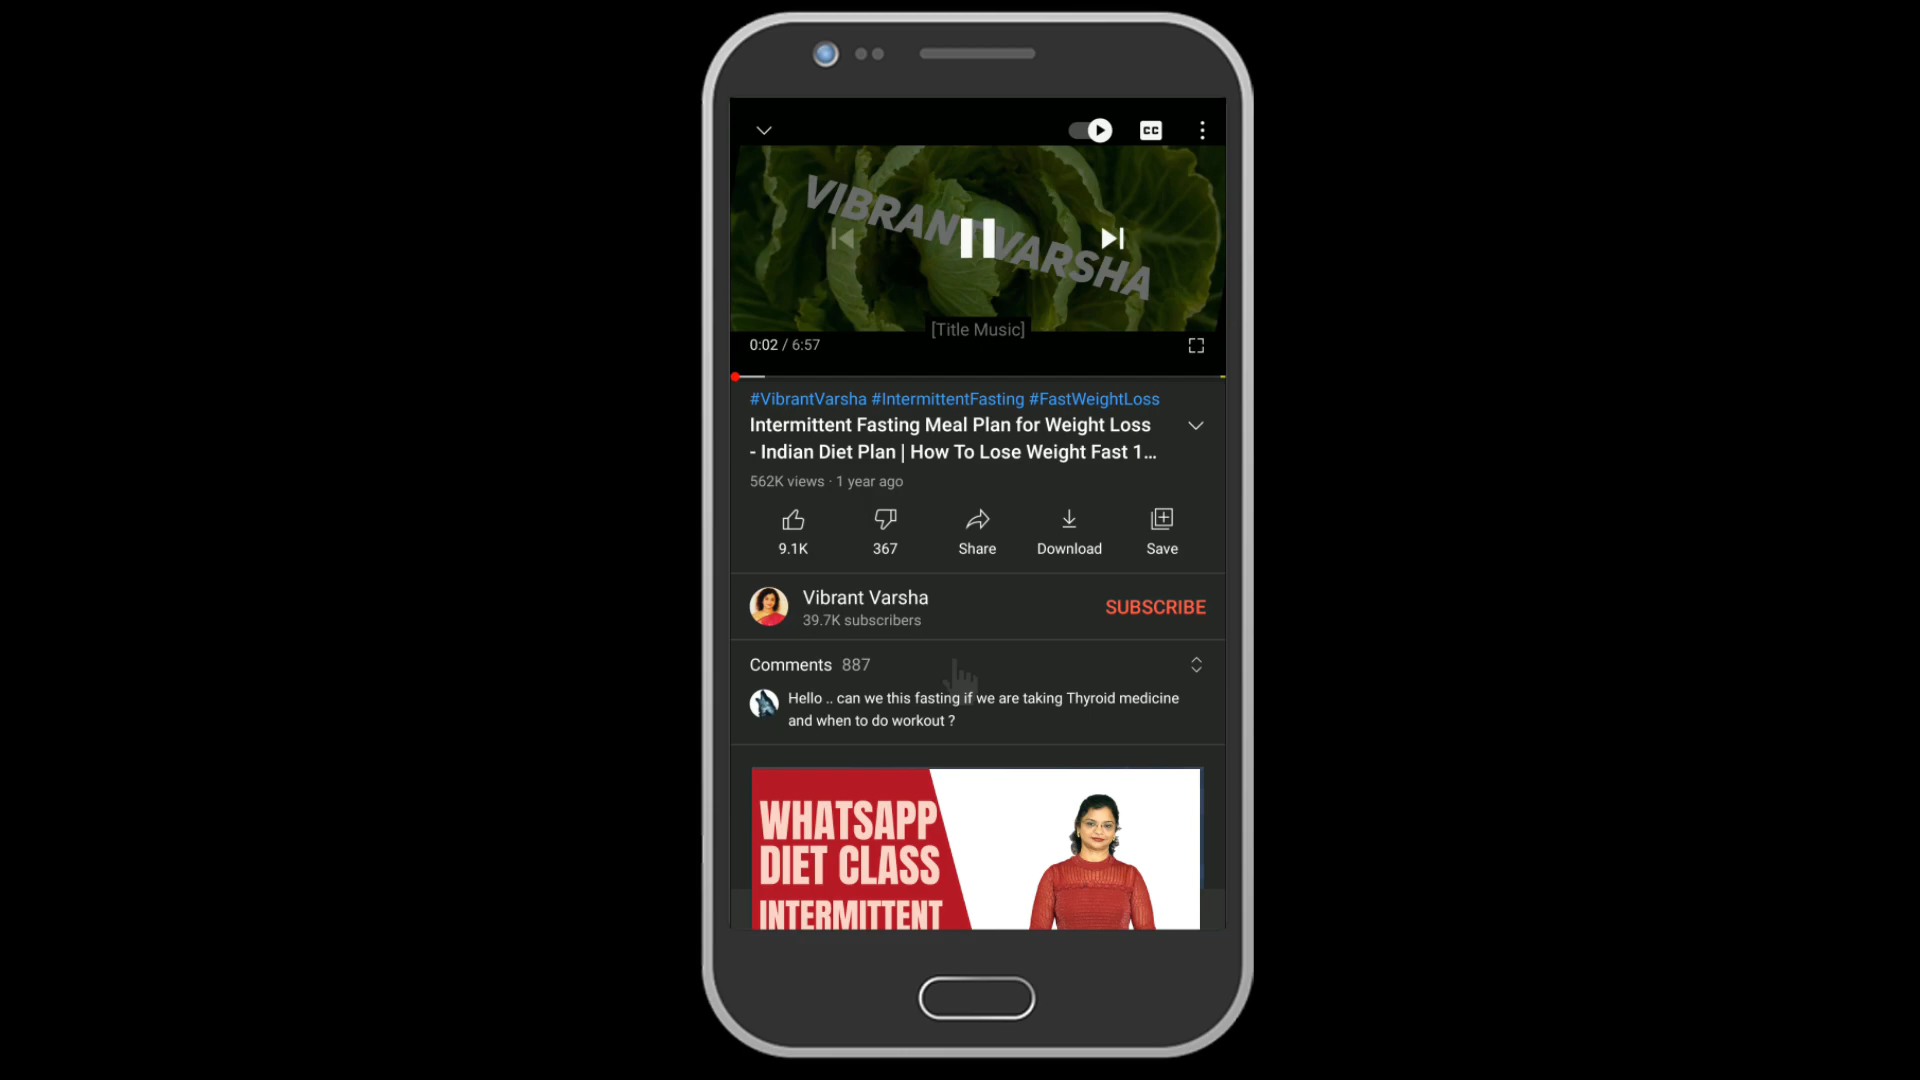 CC
VIBRANT VARSHA
[Title Music]
0:02 / 6:57
#VibrantVarsha #IntermittentFasting #FastWeightLoss
Intermittent Fasting Meal Plan for Weight Loss
- Indian Diet Plan | How To Lose Weight Fast 1...
562K views · 1 year ago
9.1K 367 Share Download Save
Vibrant Varsha
39.7K subscribers
SUBSCRIBE
Comments 887
Hello .. can we this fasting if we are taking Thyroid medicine
and when to do workout ?
WHATSAPP
DIET CLASS
INTERMITTENT